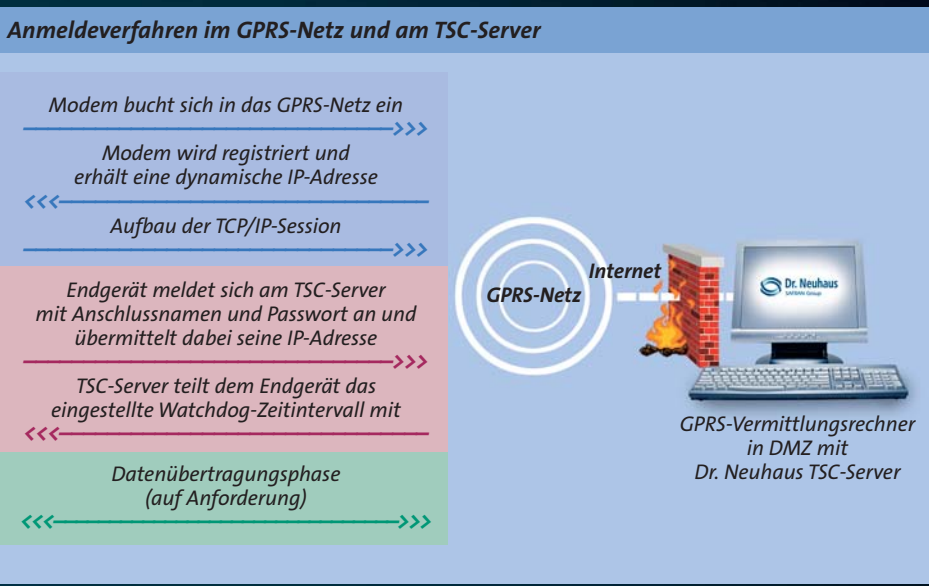 Anmeldeverfahren im GPRS-Netz und am TSC-Server
Modem bucht sich in das GPRS-Netz ein
Modem wird registriert und
erhält eine dynamische IP-Adresse
Aufbau der TCP/IP-Session
Endgerät meldet sich am TSC-Server
mit Anschlussnamen und Passwort an und
übermittelt dabei seine IP-Adresse
TSC-Server teilt dem Endgerät das
eingestellte Watchdog-Zeitintervall mit
Datenübertragungsphase
(auf Anforderung)
GPRS-Netz
Internet
Dr. Neuhaus
GPRS-Vermittlungsrechner
in DMZ mit
Dr. Neuhaus TSC-Server